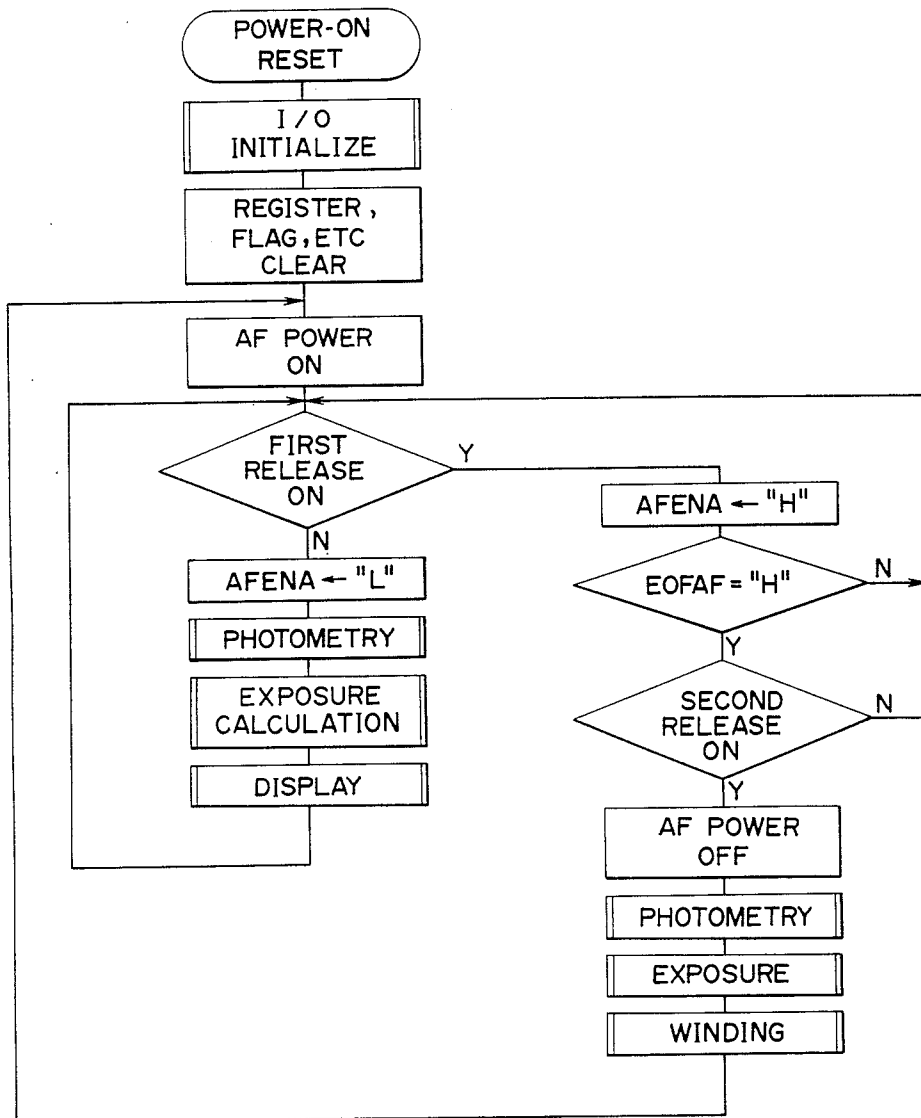 POWER-ON
RESET
I/O
INITIALIZE
REGISTER,
FLAG, ETC
CLEAR
AF POWER
ON
FIRST
RELEASE
ON
Y
N
AFENA ← "L"
PHOTOMETRY
EXPOSURE
CALCULATION
DISPLAY
AFENA ← "H"
EOFAF = "H"
N
Y
SECOND
RELEASE
ON
N
Y
AF POWER
OFF
PHOTOMETRY
EXPOSURE
WINDING